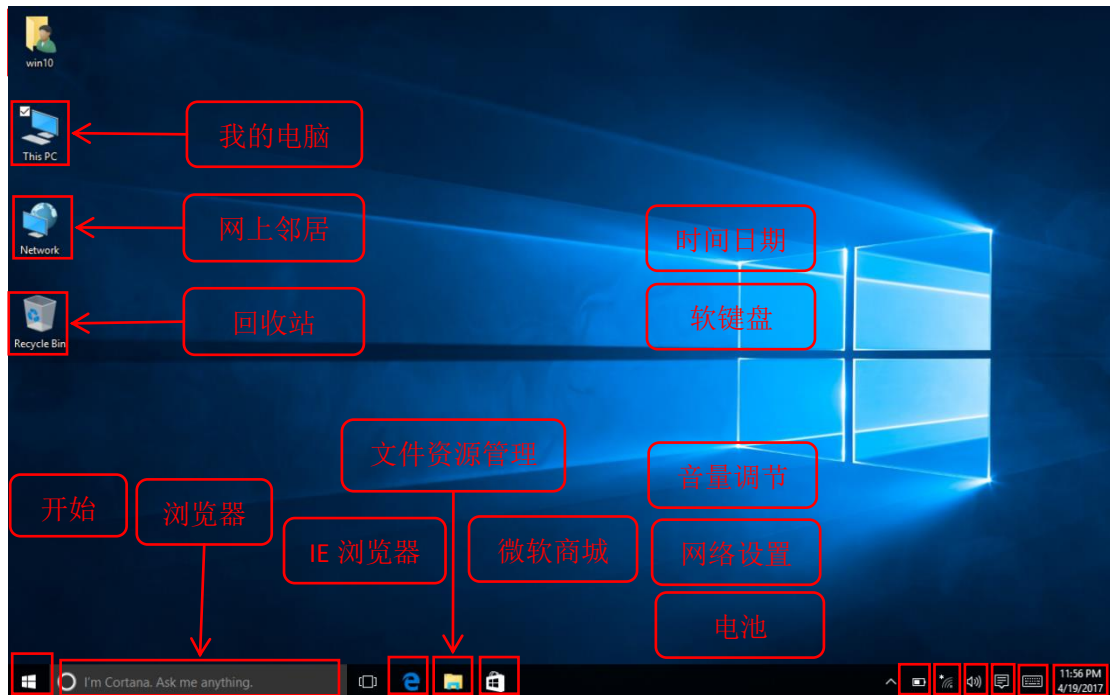 win10
This PC
我的电脑
Network
网上邻居
时间日期
Recycle Bin
回收站
软键盘
文件资源管理
音量调节
开始
浏览器
IE 浏览器
微软商城
网络设置
电池
I'm Cortana. Ask me anything.
11:56 PM
4/19/2017